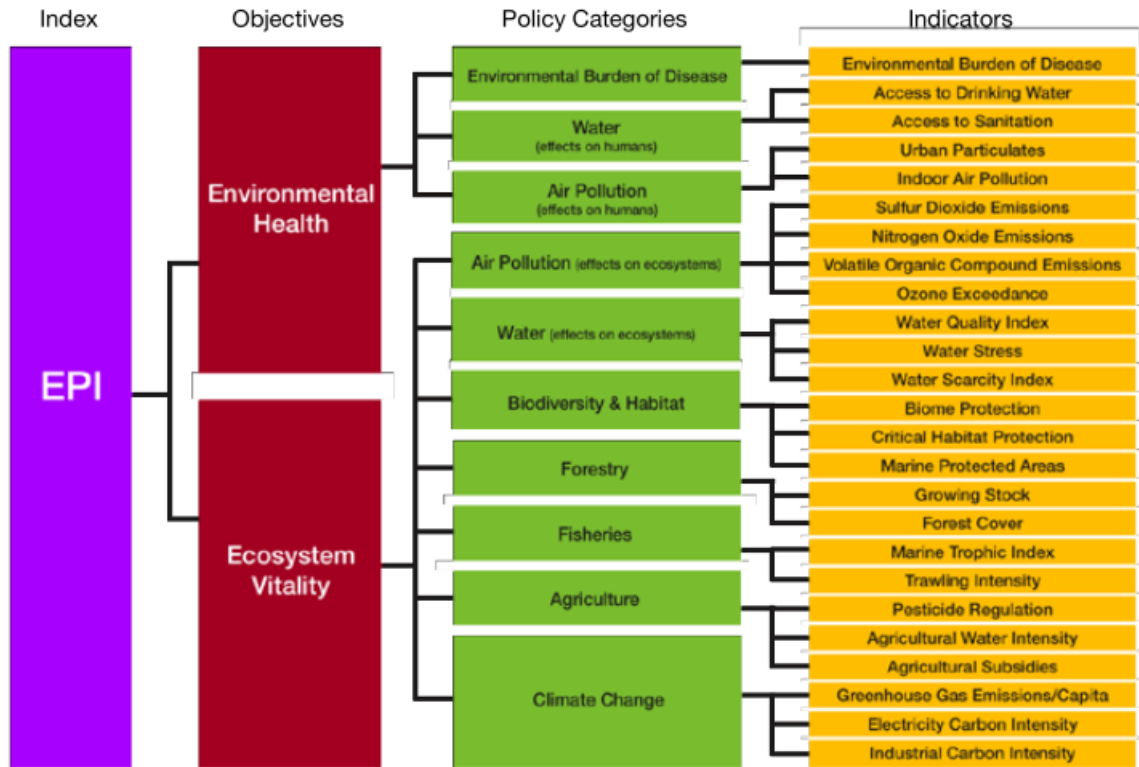 Index
Objectives
Policy Categories
Indicators
EPI
Environmental
Health
Ecosystem
Vitality
Environmental Burden of Disease
Water
(effects on humans)
Air Pollution
(effects on humans)
Air Pollution (effects on ecosystems)
Water (effects on ecosystems)
Biodiversity & Habitat
Forestry
Fisheries
Agriculture
Climate Change
Environmental Burden of Disease
Access to Drinking Water
Access to Sanitation
Urban Particulates
Indoor Air Pollution
Sulfur Dioxide Emissions
Nitrogen Oxide Emissions
Volatile Organic Compound Emissions
Ozone Exceedance
Water Quality Index
Water Stress
Water Scarcity Index
Biome Protection
Critical Habitat Protection
Marine Protected Areas
Growing Stock
Forest Cover
Marine Trophic Index
Trawling Intensity
Pesticide Regulation
Agricultural Water Intensity
Agricultural Subsidies
Greenhouse Gas Emissions/Capita
Electricity Carbon Intensity
Industrial Carbon Intensity